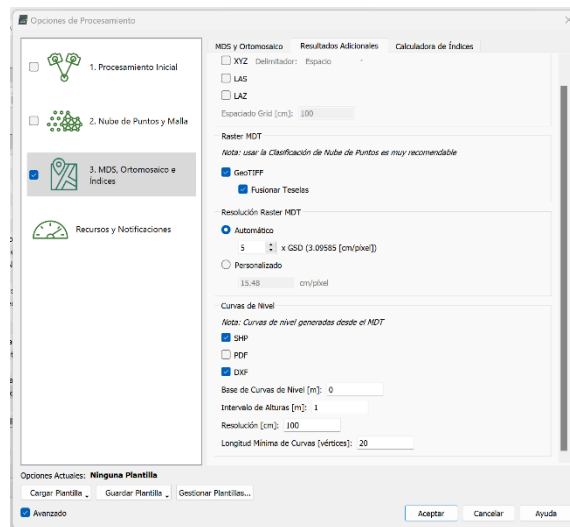 Opciones de Procesamiento
MDS y Ortomosaico Resultados Adicionales Calculadora de Índices
1. Procesamiento Inicial
2. Nube de Puntos y Malla
3. MDS, Ortomosaico e Índices
Recursos y Notificaciones
XYZ Delimitador: Espacio
LAS
LAZ
Espaciado Grid [cm]: 100
Raster MDT
Nota: usar la Clasificación de Nube de Puntos es muy recomendable
GeoTIFF
Fusionar Teselas
Resolución Raster MDT
Automático
5 x GSD (3.09585 [cm/pixel])
Personalizado
15.48 cm/pixel
Curvas de Nivel
Nota: Curvas de nivel generadas desde el MDT
SHP
PDF
DXF
Base de Curvas de Nivel [m]: 0
Intervalo de Alturas [m]: 1
Resolución [cm]: 100
Longitud Mínima de Curvas [vértices]: 20
Opciones Actuales: Ninguna Plantilla
Cargar Plantilla Guardar Plantilla Gestionar Plantillas...
Avanzado
Aceptar Cancelar Ayuda